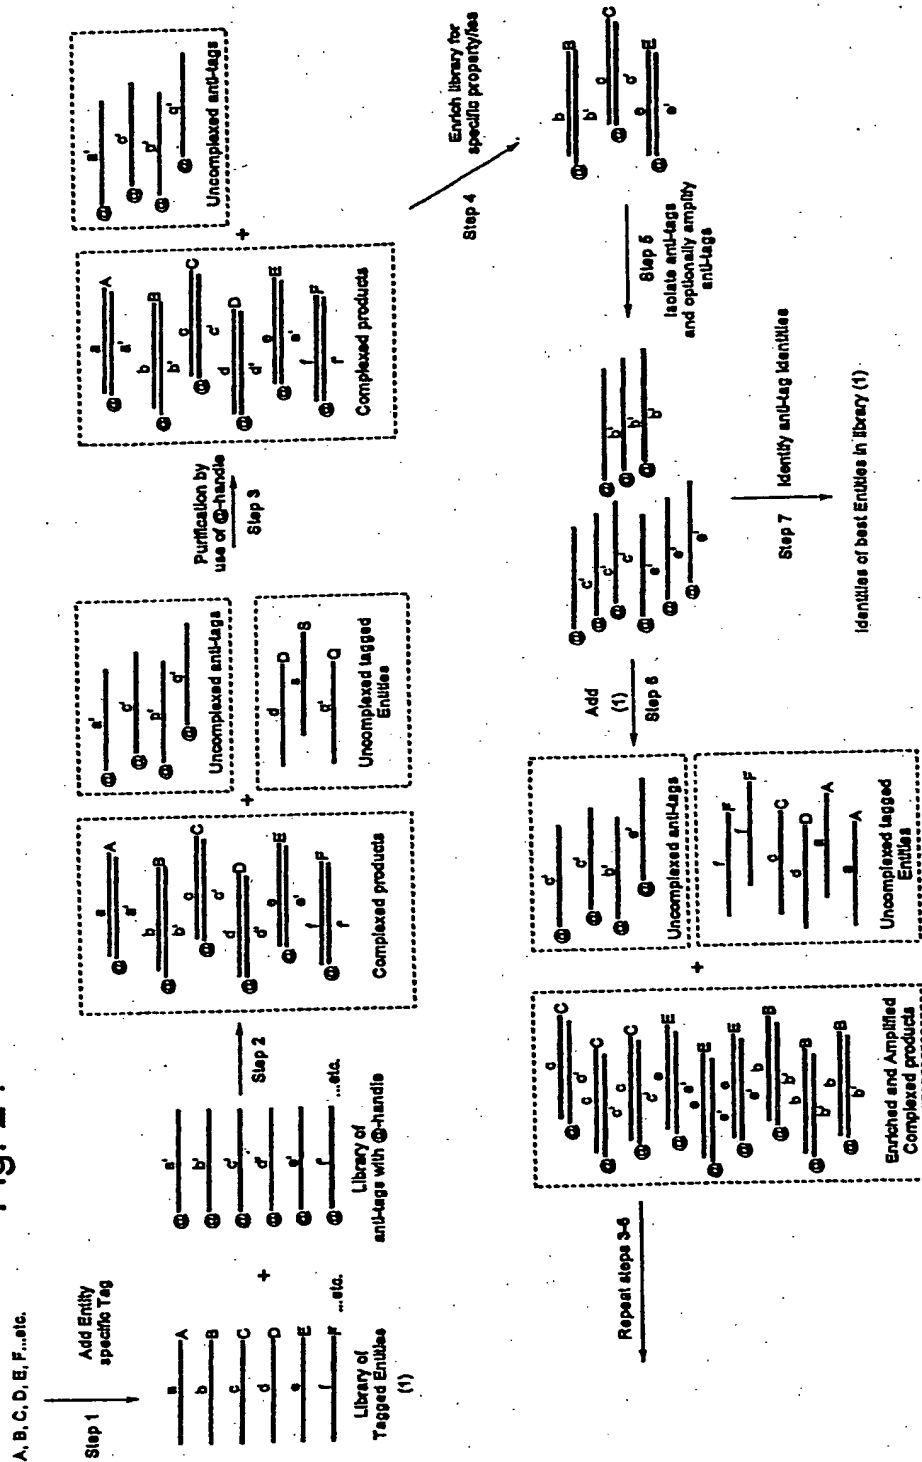 A, B, C, D, E, F...etc.
Step 1
Add Entity
specific Tag
a A
b B
c C
d D
e E
f F ...etc.
Library of
Tagged Entities
(1)
+
@ a'
@ b'
@ c'
@ d'
@ e'
@ f ...etc.
Library of
anti-tags with @-handle
Step 2
@ a A a'
@ b B b'
@ c C c'
@ d D d'
@ e E e'
@ f F f
Complexed products
+
@ a'
@ c'
@ p'
@ q'
Uncomplexed anti-tags
d D
s S
q' Q
Uncomplexed tagged
Entities
Purification by
use of @-handle
Step 3
@ a A a'
@ b B b'
@ c C c'
@ d D d'
@ e E e'
@ f F f
Complexed products
+
@ a'
@ c'
@ p'
@ q'
Uncomplexed anti-tags
Step 4
Enrich library for
specific property/ies
@ b B b'
@ c C c'
@ e E e'
Step 5
Isolate anti-tags
and optionally amplify
anti-tags
@ c'
@ c'
@ c'
@ e'
@ e'
@ e'
@ b'
@ b'
@ b'
Step 7
Identify anti-tag identities
Identities of best Entities in library (1)
Add
(1)
Step 6
@ c C c'
@ c C c'
@ c C c'
@ e E e'
@ e E e'
@ e E e'
@ b B b'
@ b B b'
@ b B b'
Enriched and Amplified
Complexed products
+
@ c'
@ c'
@ b'
@ e'
Uncomplexed anti-tags
f F
f F
c C
d D
a A
a A
Uncomplexed tagged
Entities
Repeat steps 3-6